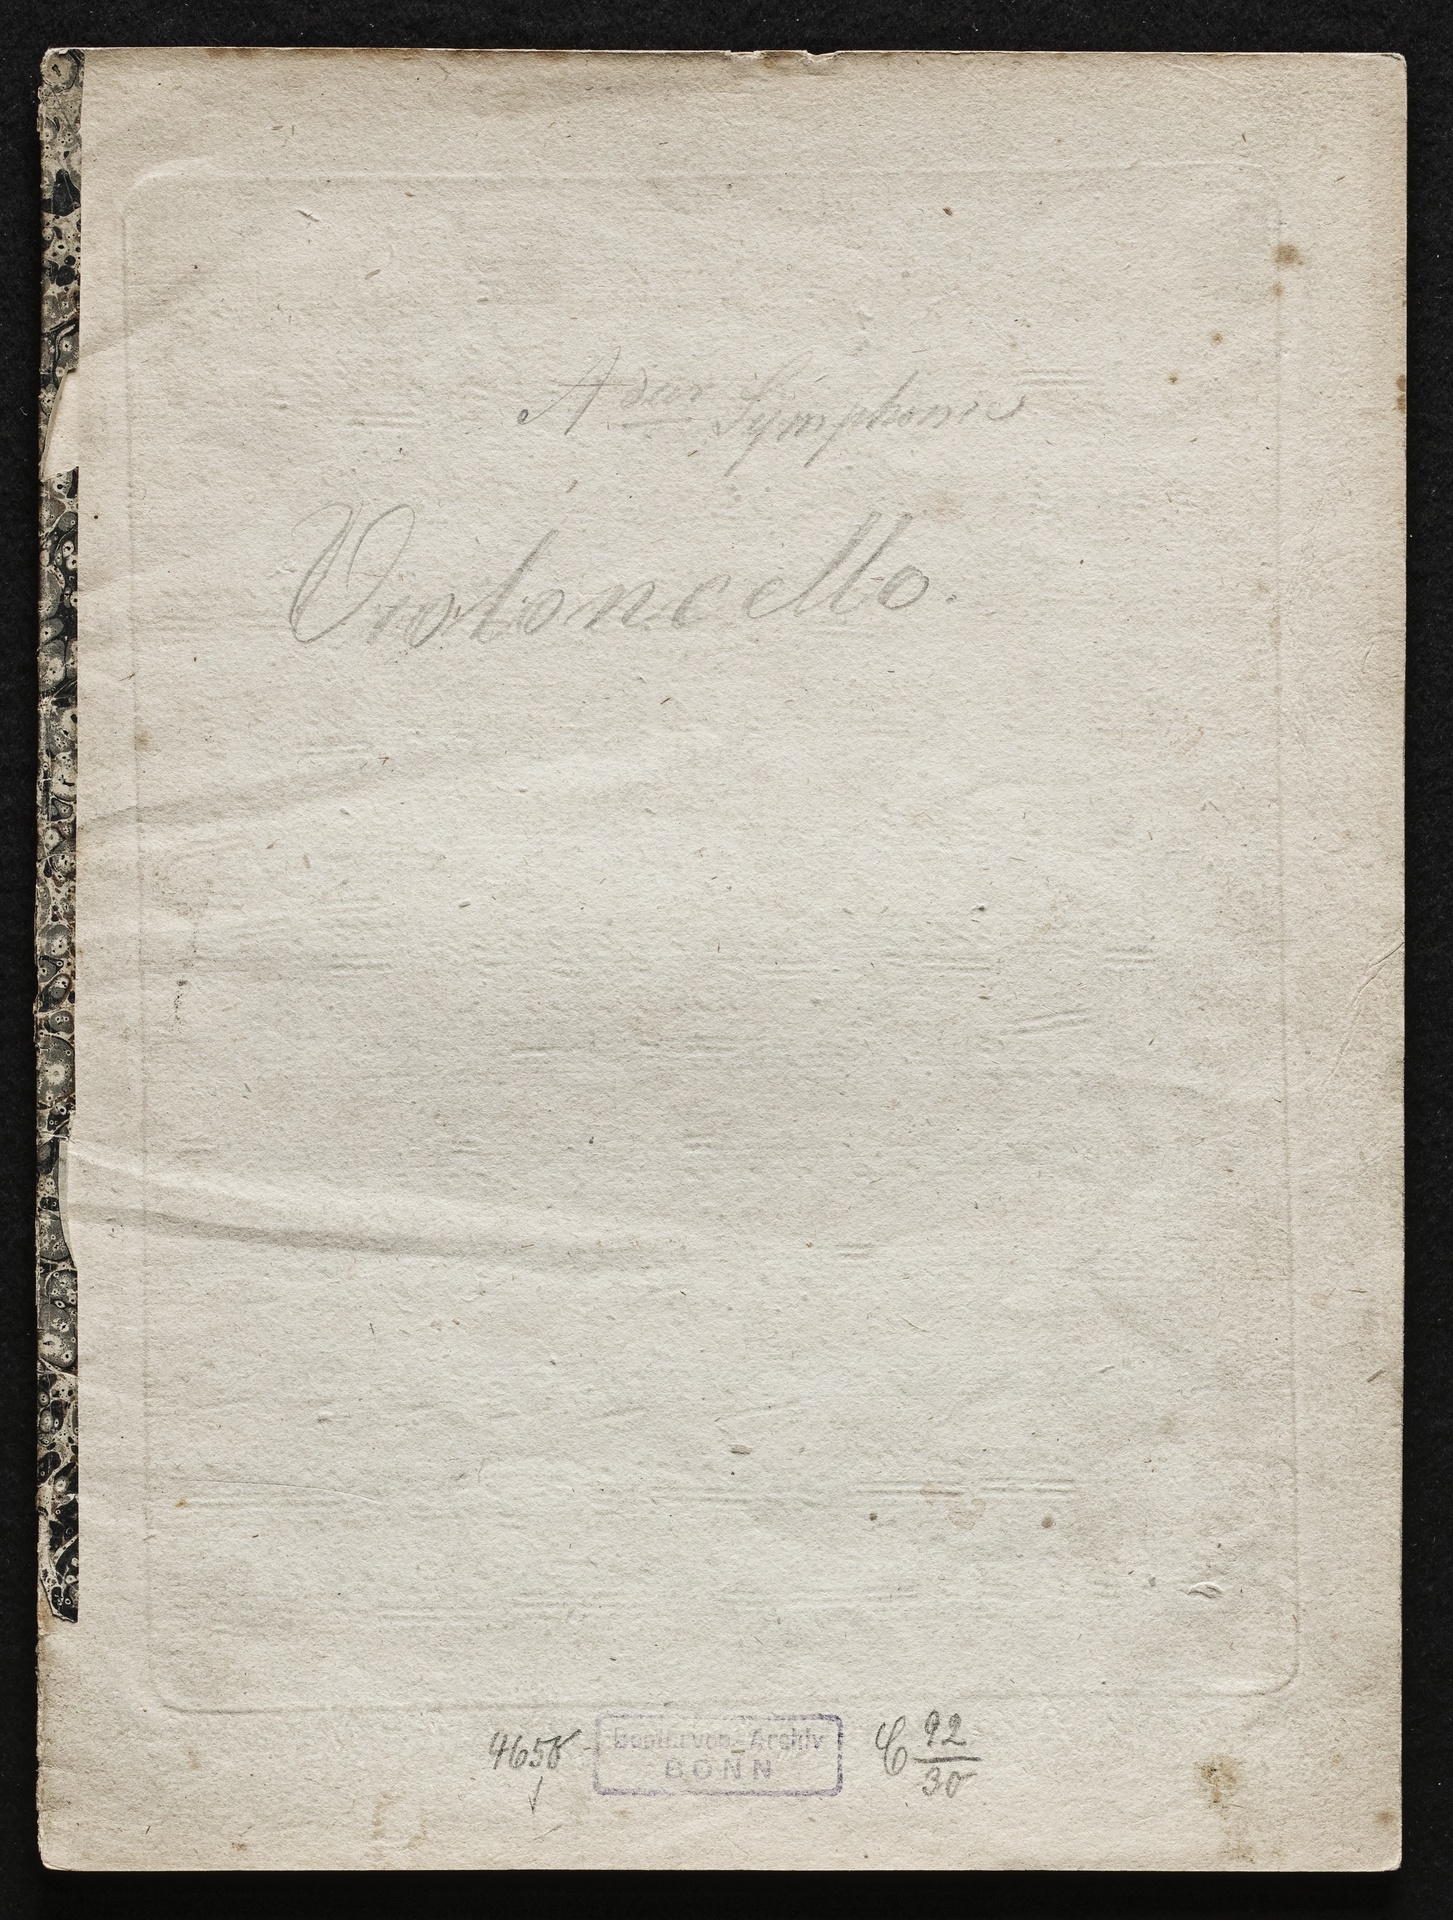 A dur Symphonie
Violoncello.
4658
Beethoven-Archiv
BONN
C 92
30